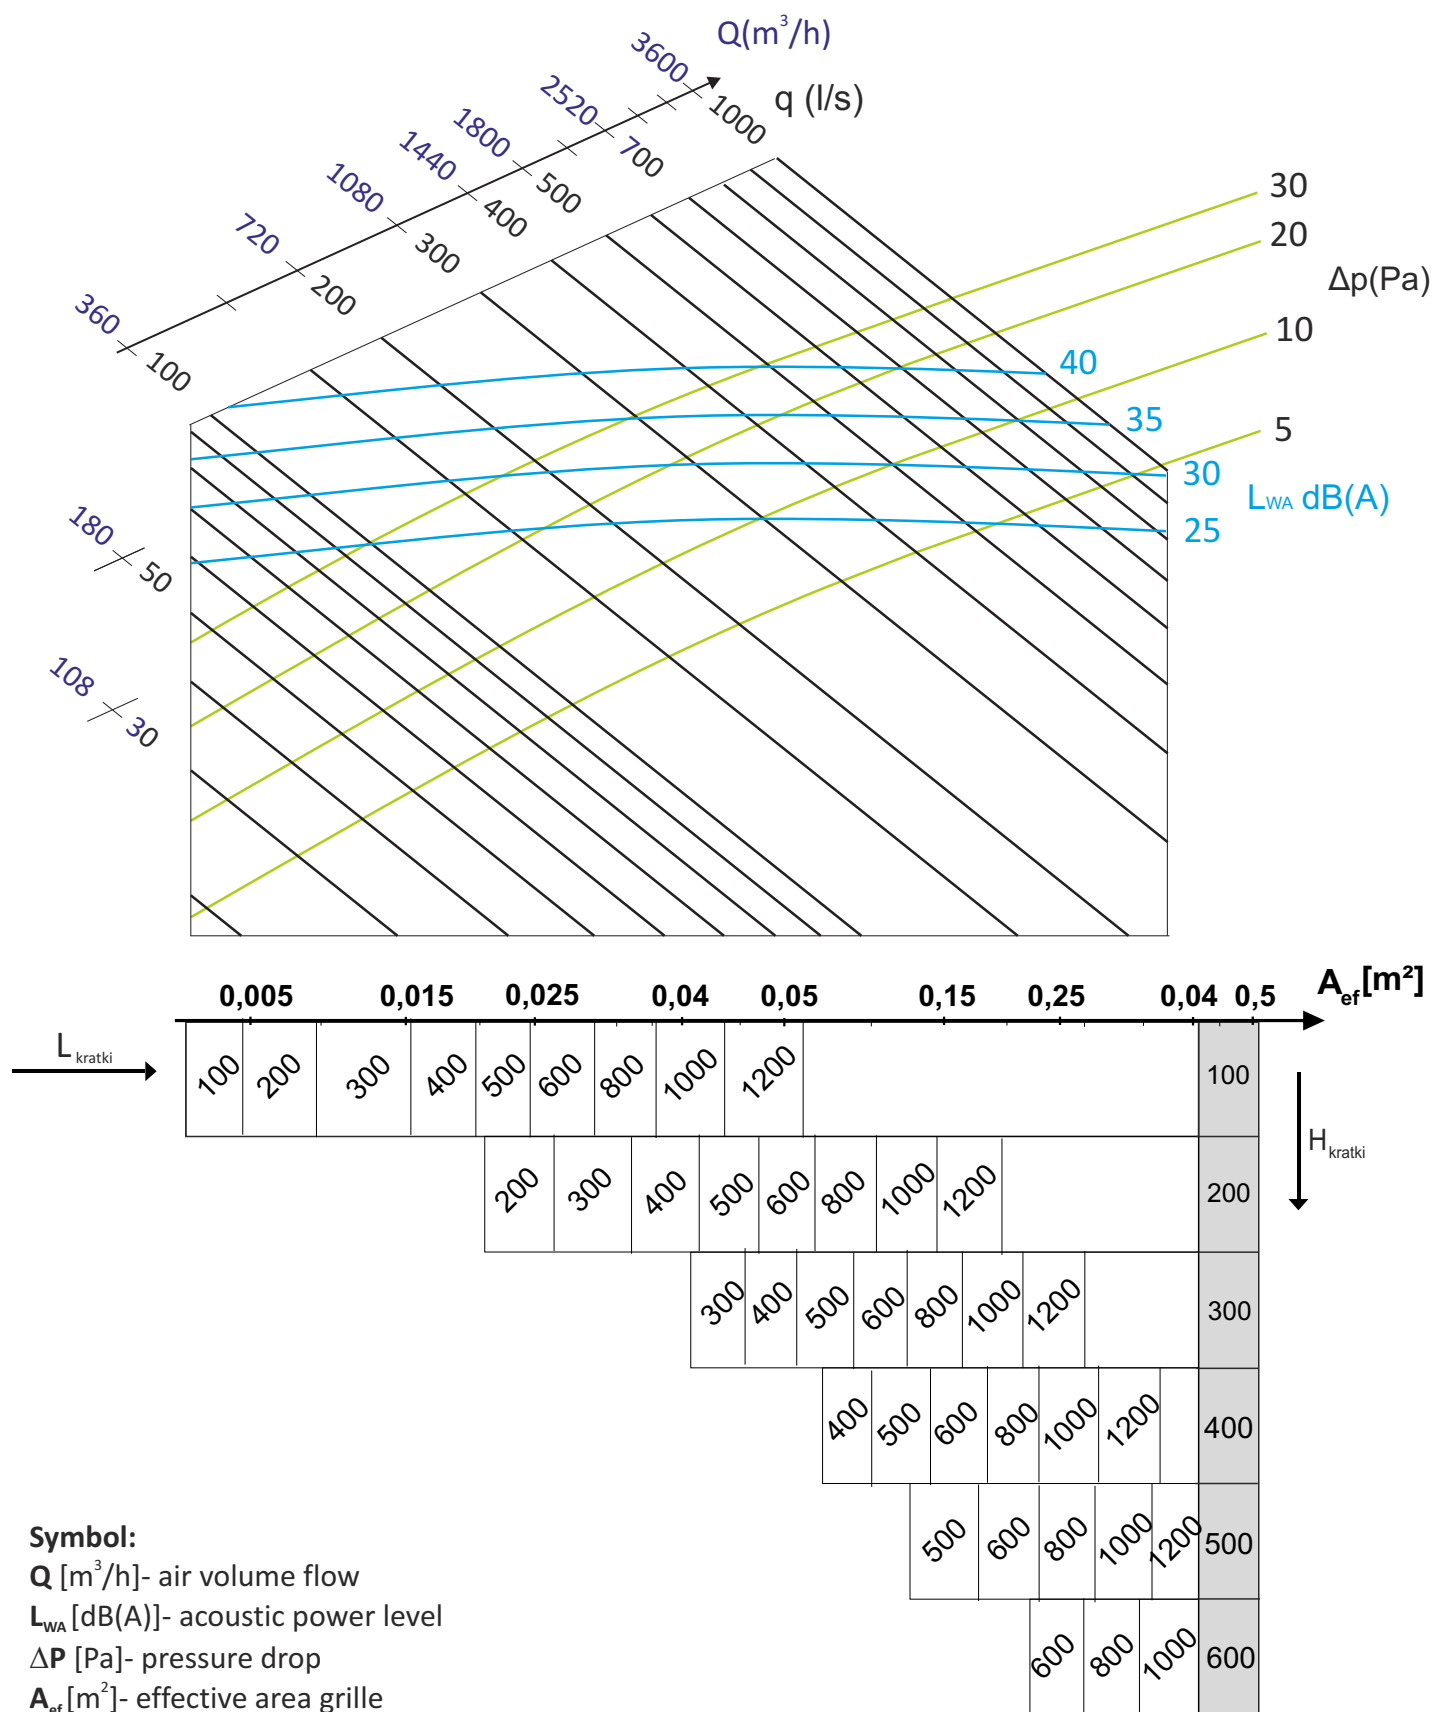 Q(m³/h)
q (l/s)
3600
1000
2520
700
1800
500
1440
400
1080
300
720
200
360
100
180
50
108
30
30
20
Δp(Pa)
10
5
40
35
30
25
LWA dB(A)
0,005 0,015 0,025 0,04 0,05 0,15 0,25 0,04 0,5 Aef[m²]
L kratki
100 200 300 400 500 600 800 1000 1200 100
Hkratki
200 300 400 500 600 800 1000 1200 200
300 400 500 600 800 1000 1200 300
400 500 600 800 1000 1200 400
500 600 800 1000 1200 500
600 800 1000 600
Symbol:
Q [m³/h]- air volume flow
LWA [dB(A)]- acoustic power level
ΔP [Pa]- pressure drop
Aef [m²]- effective area grille